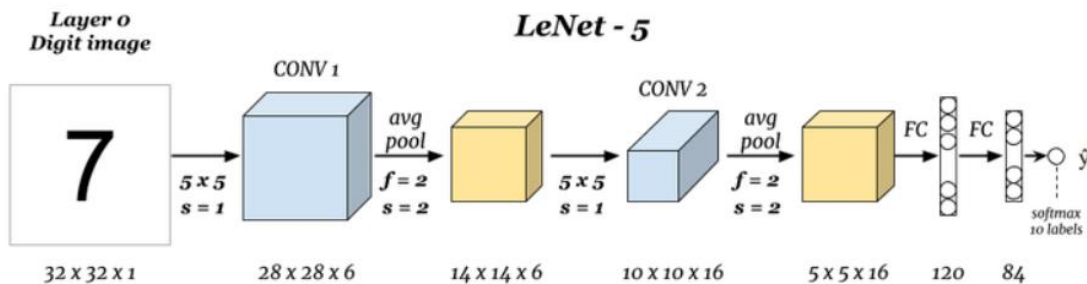 Layer 0
Digit image
LeNet - 5
CONV 1
CONV 2
avg
pool
avg
pool
FC
FC
7
ŷ
5 x 5
s = 1
f = 2
s = 2
5 x 5
s = 1
f = 2
s = 2
softmax
10 labels
32 x 32 x 1
28 x 28 x 6
14 x 14 x 6
10 x 10 x 16
5 x 5 x 16
120
84